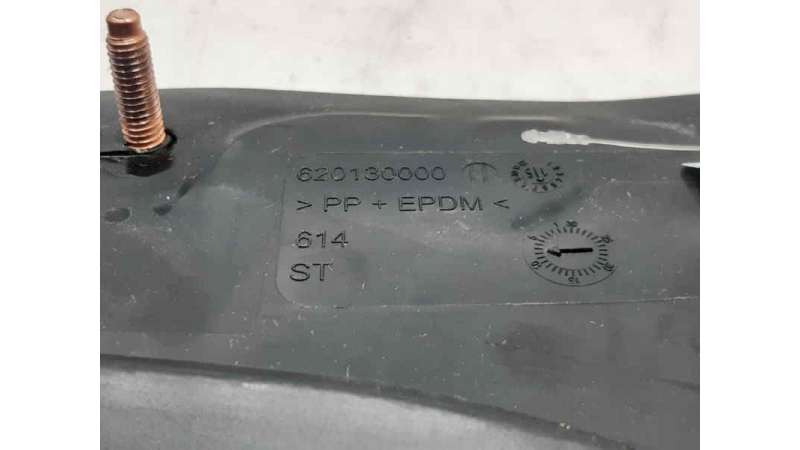 620130000
> PP + EPDM <
614
ST